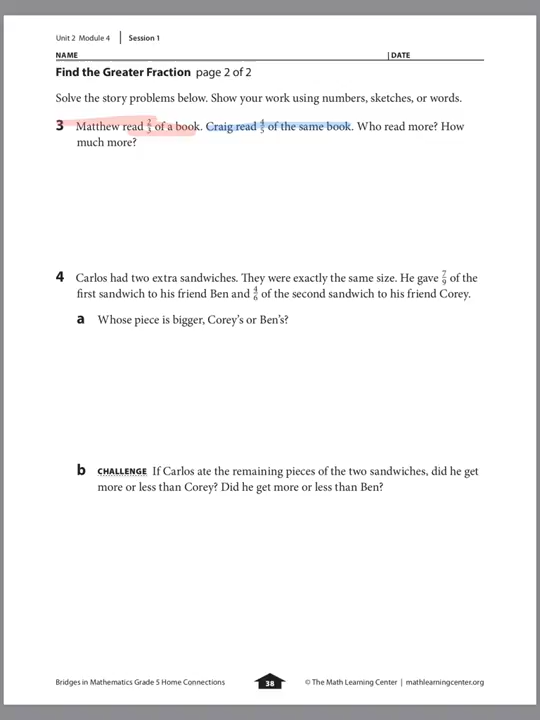 Unit 2 Module 4 | Session 1
NAME | DATE
Find the Greater Fraction page 2 of 2
Solve the story problems below. Show your work using numbers, sketches, or words.
3 Matthew read 2/3 of a book. Craig read 4/5 of the same book. Who read more? How
much more?
4 Carlos had two extra sandwiches. They were exactly the same size. He gave 7/9 of the
first sandwich to his friend Ben and 4/6 of the second sandwich to his friend Corey.
a Whose piece is bigger, Corey's or Ben's?
b CHALLENGE If Carlos ate the remaining pieces of the two sandwiches, did he get
more or less than Corey? Did he get more or less than Ben?
Bridges in Mathematics Grade 5 Home Connections 38 © The Math Learning Center | mathlearningcenter.org